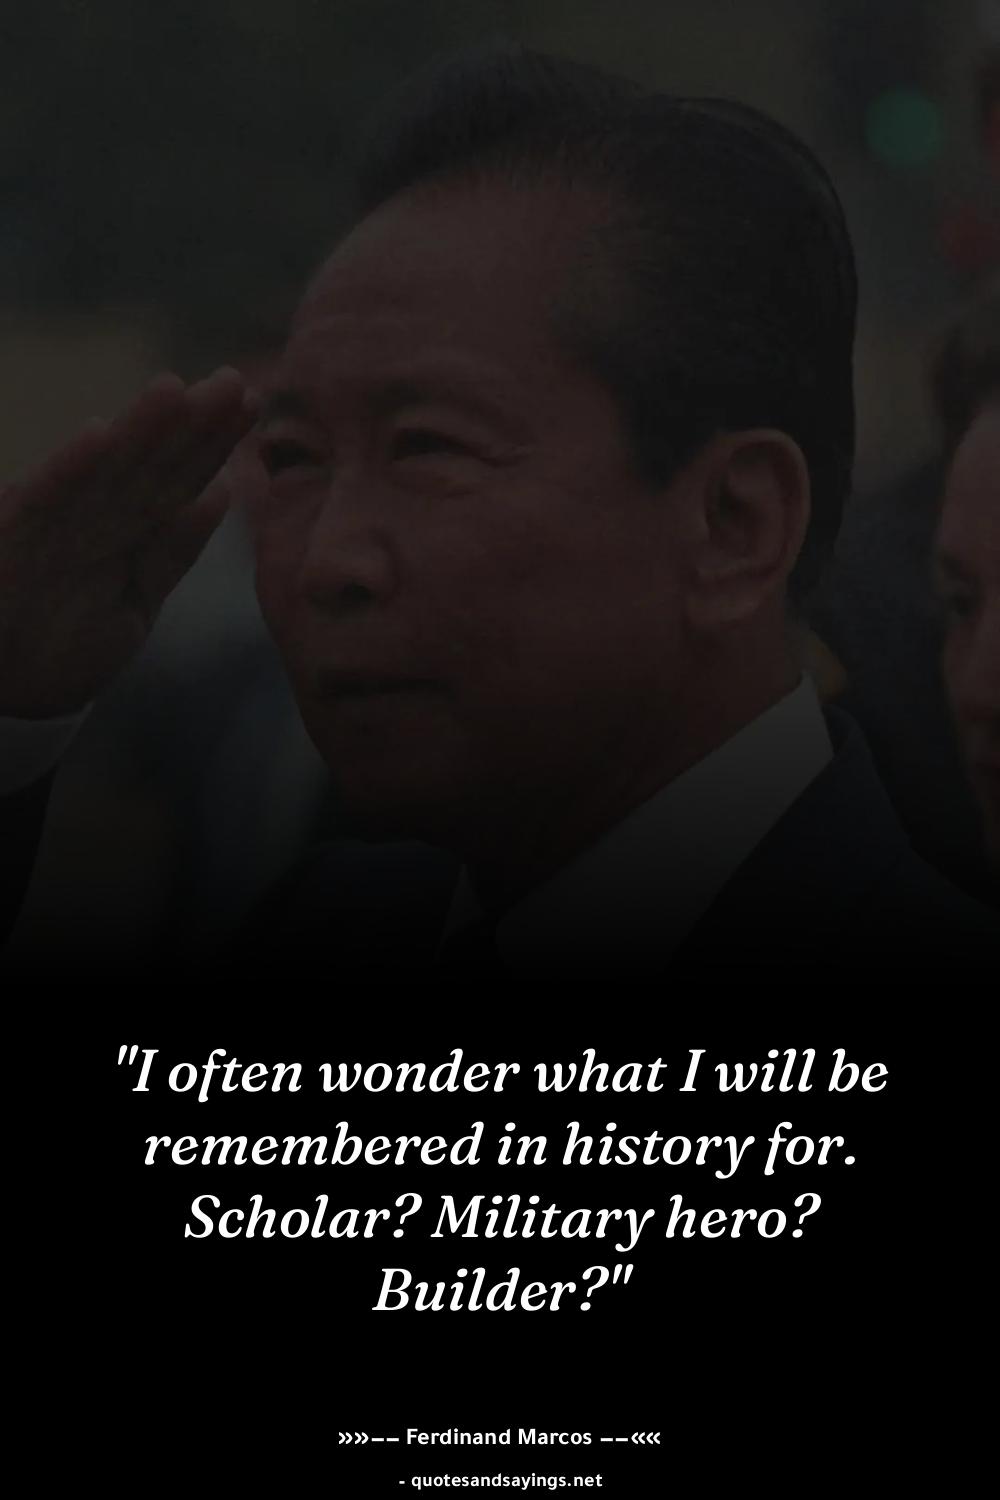 "I often wonder what I will be
remembered in history for.
Scholar? Military hero?
Builder?"
»»−− Ferdinand Marcos −−««
- quotesandsayings.net